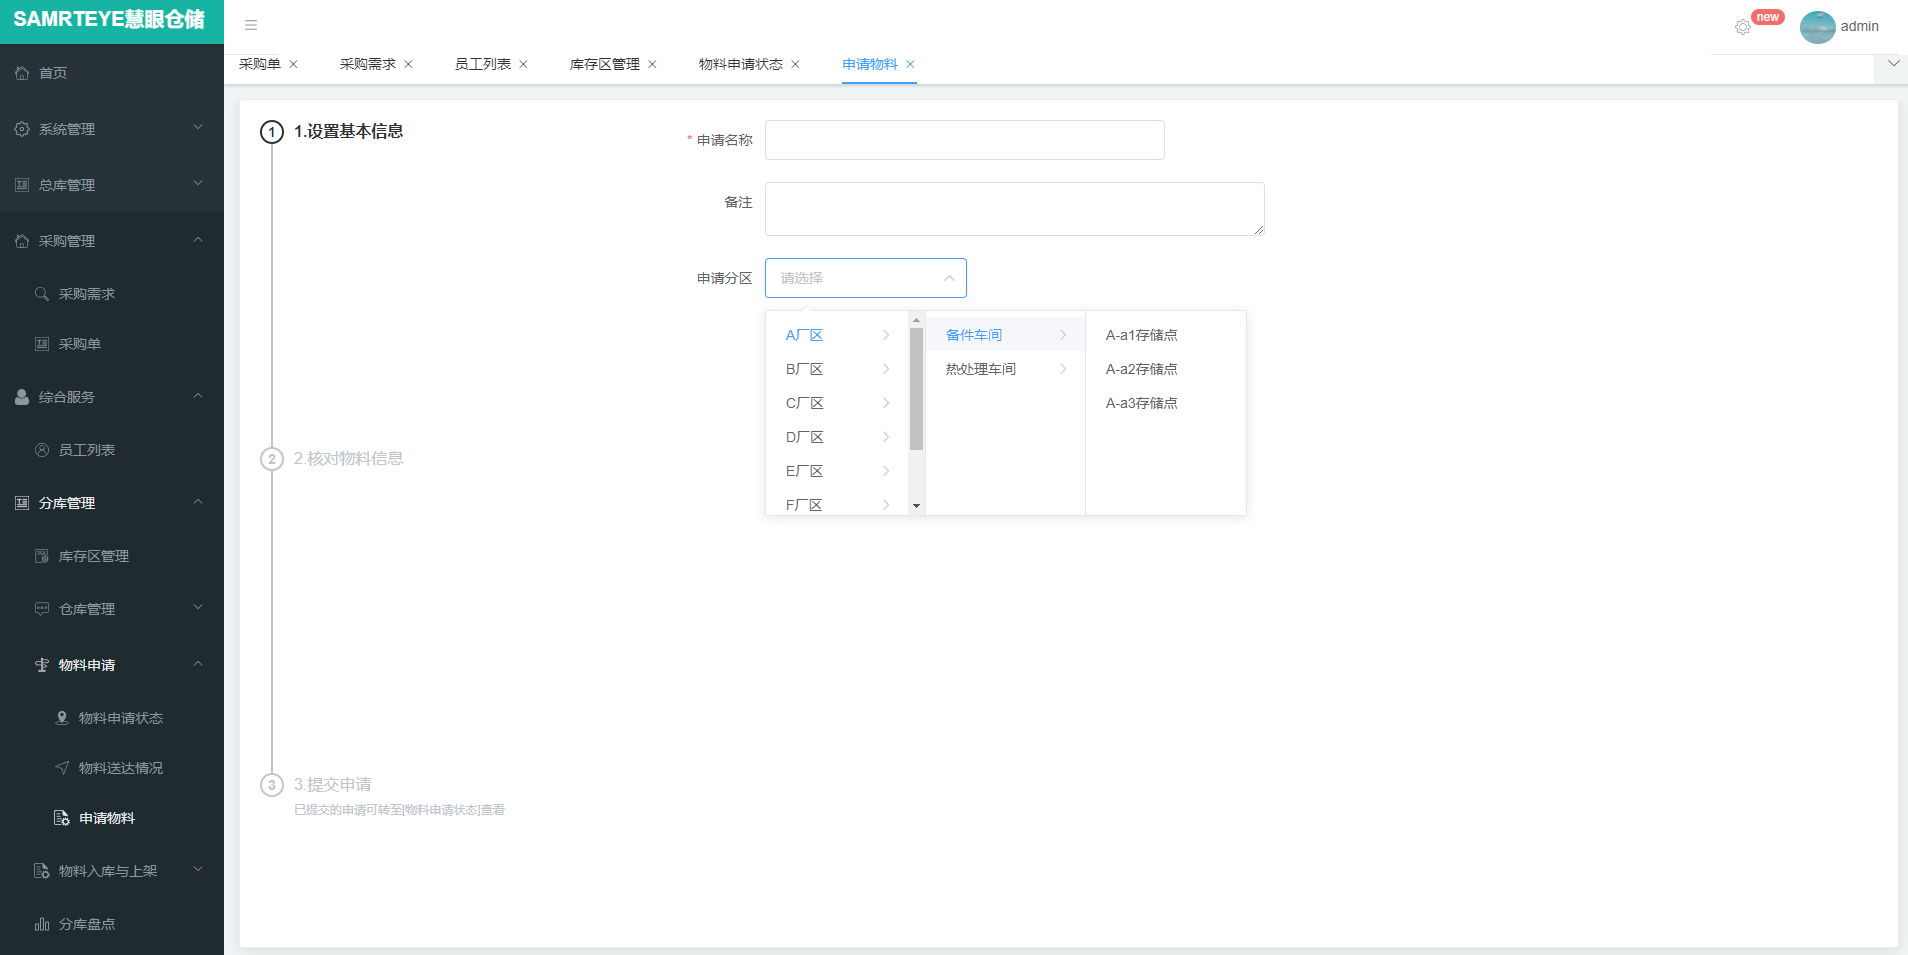 SAMRTEYE慧眼仓储
首页
系统管理
总库管理
采购管理
采购需求
采购单
综合服务
员工列表
分库管理
库存区管理
仓库管理
物料申请
物料申请状态
物料送达情况
申请物料
物料入库与上架
分库盘点
new
admin
采购单 采购需求 员工列表 库存区管理 物料申请状态 申请物料
1 1.设置基本信息
* 申请名称
备注
申请分区 请选择
A厂区 备件车间 A-a1存储点
B厂区 热处理车间 A-a2存储点
C厂区 A-a3存储点
D厂区
E厂区
F厂区
2 2.核对物料信息
3 3.提交申请
已提交的申请可转至[物料申请状态]查看